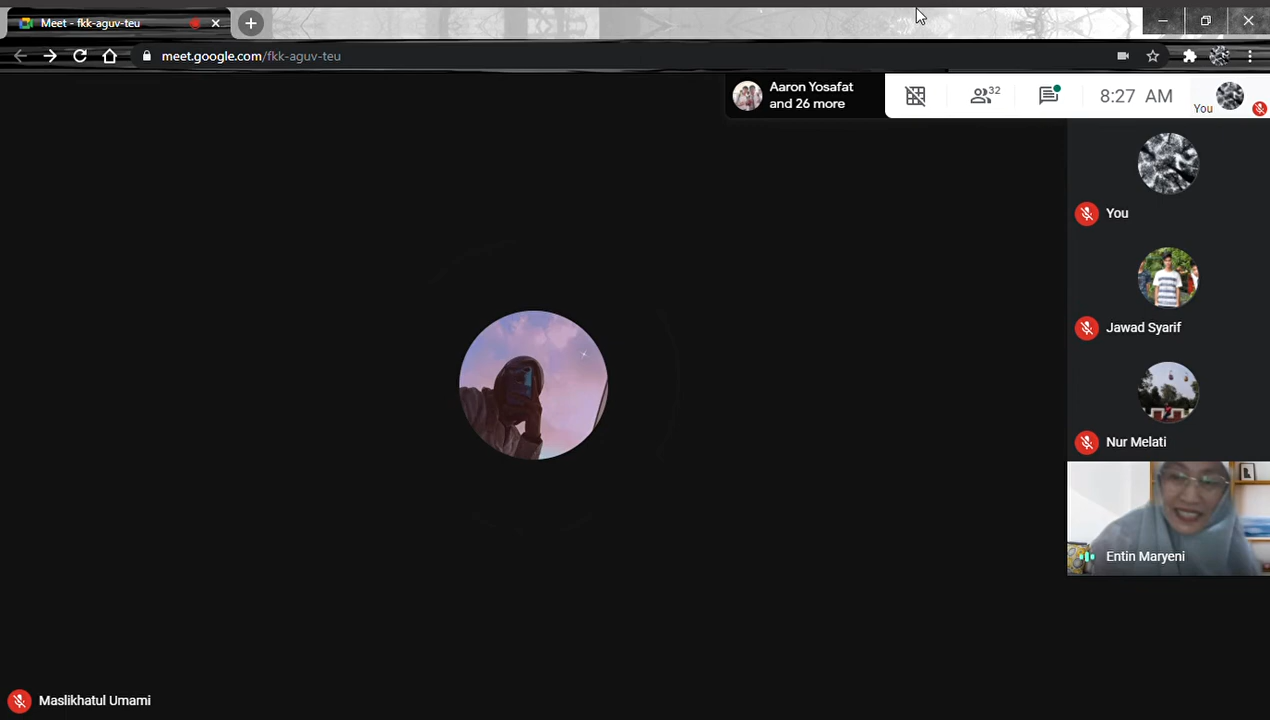 Meet - fkk-aguv-teu
meet.google.com/fkk-aguv-teu
Aaron Yosafat
and 26 more
32
8:27 AM
You
You
Jawad Syarif
Nur Melati
Entin Maryeni
Maslikhatul Umami